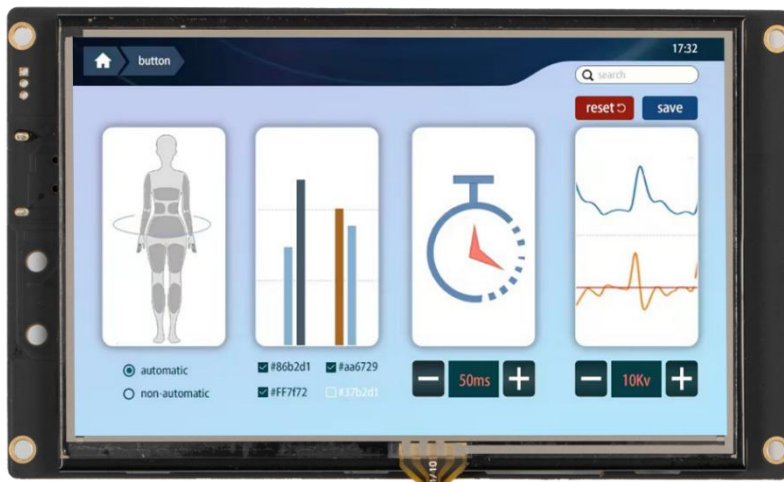 17:32
button
search
reset save
automatic
non-automatic
#86b2d1 #aa6729
#FF7f72 #37b2d1
50ms
10Kv